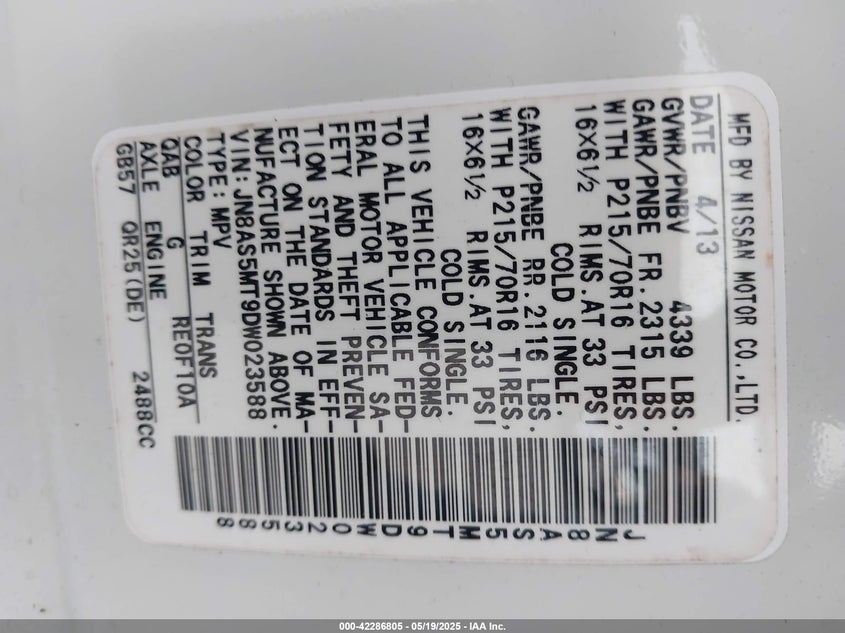 MFD BY NISSAN MOTOR CO.,LTD.
DATE 4/13
GVWR/PNBV 4339 LBS.
GAWR/PNBE FR. 2315 LBS.
WITH P215/70R16 TIRES,
16X6½ RIMS.AT 33 PSI
COLD SINGLE.
GAWR/PNBE RR. 2116 LBS.
WITH P215/70R16 TIRES,
16X6½ RIMS.AT 33 PSI
COLD SINGLE.
THIS VEHICLE CONFORMS
TO ALL APPLICABLE FED-
ERAL MOTOR VEHICLE SA-
FETY AND THEFT PREVEN-
TION STANDARDS IN EFF-
ECT ON THE DATE OF MA-
NUFACTURE SHOWN ABOVE.
VIN:JN8AS5MT9DW023588
TYPE:MPV
COLOR TRIM TRANS
QAB G RE0F10A
AXLE ENGINE
GB57 QR25(DE) 2488CC
JN8AS5MT9DW023588
000-42286805 - 05/19/2025 - IAA Inc.